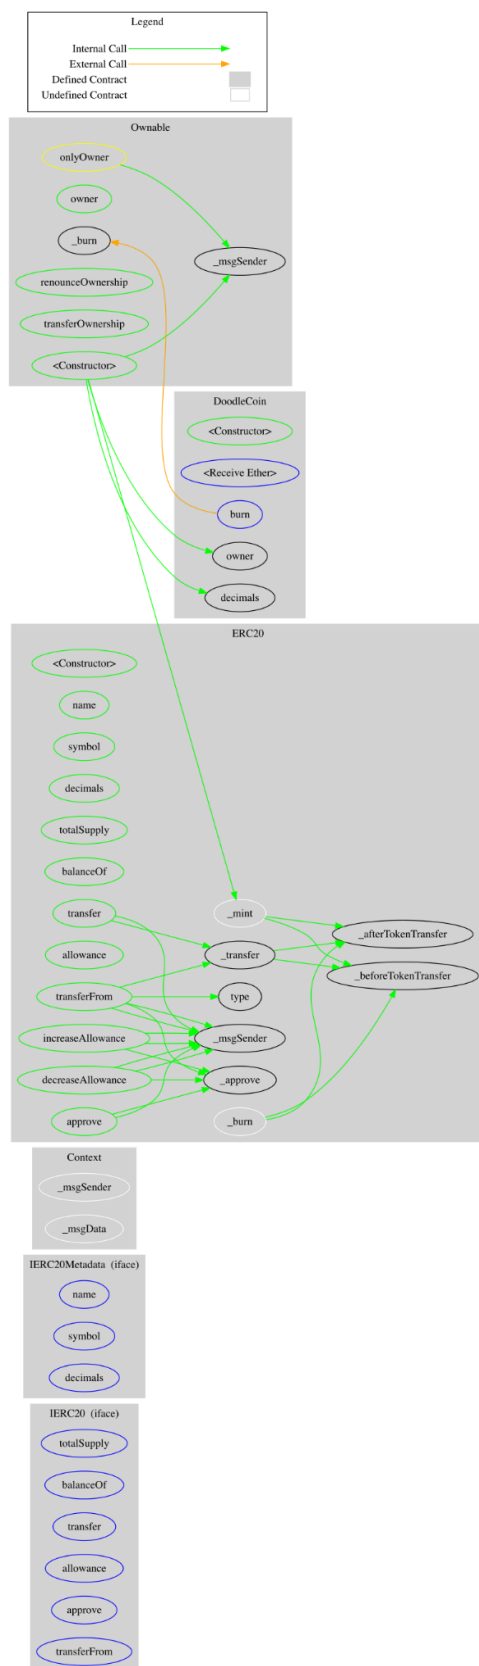 Legend
Internal Call
External Call
Defined Contract
Undefined Contract
Ownable
onlyOwner
owner
_burn
_msgSender
renounceOwnership
transferOwnership
<Constructor>
DoodleCoin
<Constructor>
<Receive Ether>
burn
owner
decimals
ERC20
<Constructor>
name
symbol
decimals
totalSupply
balanceOf
transfer
_mint
_afterTokenTransfer
allowance
_transfer
_beforeTokenTransfer
transferFrom
type
increaseAllowance
_msgSender
decreaseAllowance
_approve
approve
_burn
Context
_msgSender
_msgData
IERC20Metadata (iface)
name
symbol
decimals
IERC20 (iface)
totalSupply
balanceOf
transfer
allowance
approve
transferFrom